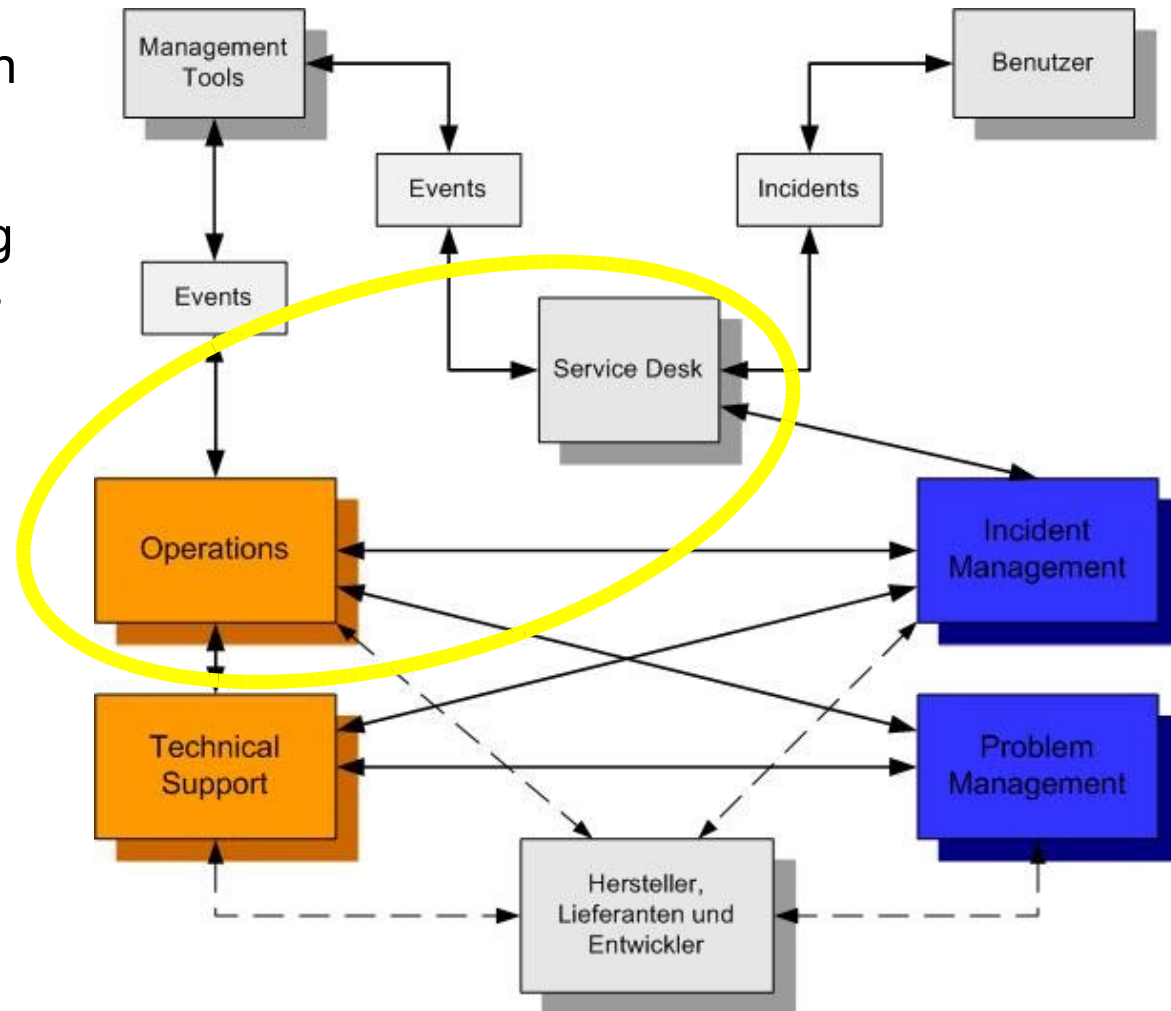 n
Management
Tools
Benutzer
Events
Incidents
g
Events
Service Desk
Operations
Incident
Management
Technical
Support
Problem
Management
Hersteller,
Lieferanten und
Entwickler